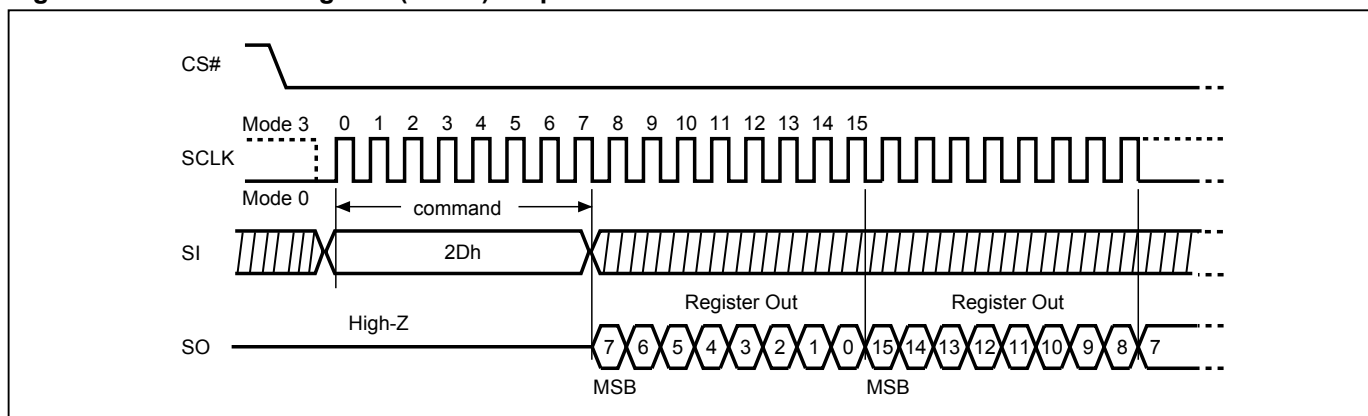 CS#
Mode 3 0 1 2 3 4 5 6 7 8 9 10 11 12 13 14 15
SCLK
Mode 0
command
SI 2Dh
High-Z Register Out Register Out
SO 7 6 5 4 3 2 1 0 15 14 13 12 11 10 9 8 7
MSB MSB